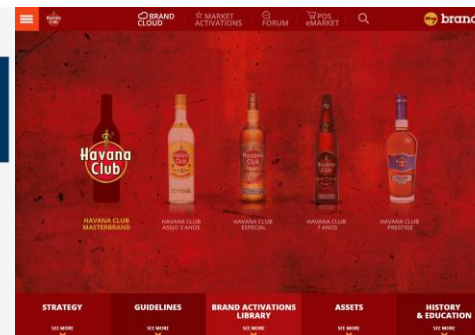 BRAND
CLOUD
MARKET
ACTIVATIONS
FORUM
POS
eMARKET
brand
Havana
Club
HAVANA CLUB
MASTERBRAND
HAVANA CLUB
AÑEJO 3 ANOS
HAVANA CLUB
ESPECIAL
HAVANA CLUB
7 ANOS
HAVANA CLUB
PRESTIGE
STRATEGY
SEE MORE
GUIDELINES
SEE MORE
BRAND ACTIVATIONS
LIBRARY
SEE MORE
ASSETS
SEE MORE
HISTORY
& EDUCATION
SEE MORE